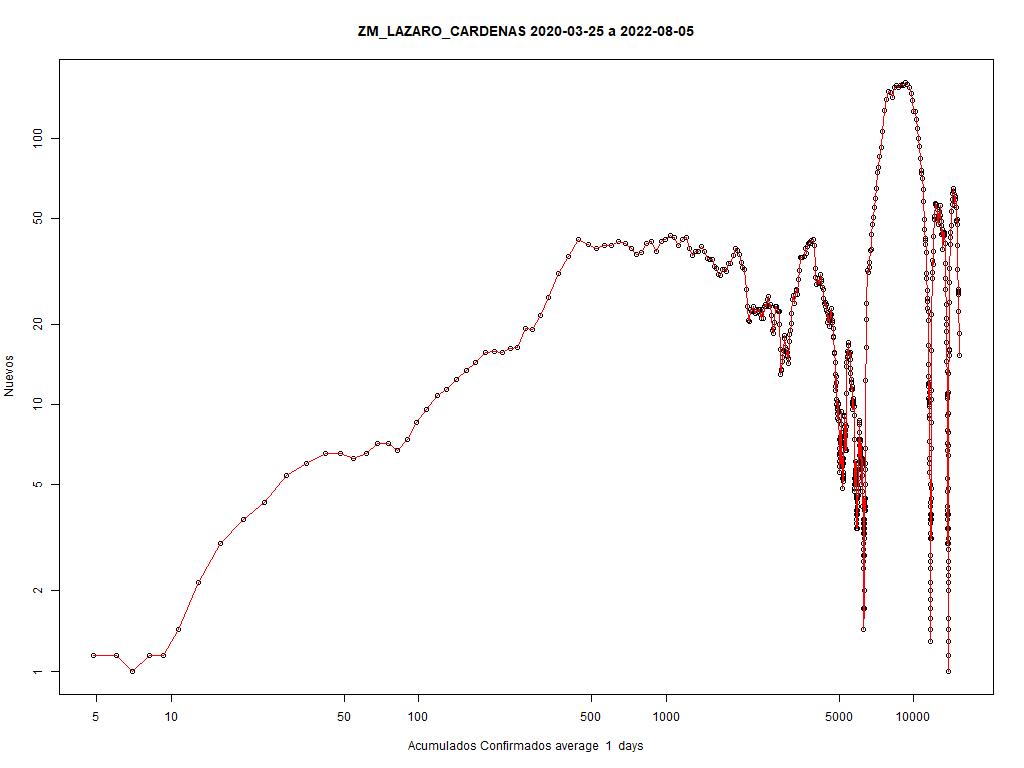 ZM_LAZARO_CARDENAS 2020-03-25 a 2022-08-05
100
50
20
10
5
2
1
Nuevos
5 10 50 100 500 1000 5000 10000
Acumulados Confirmados average 1 days